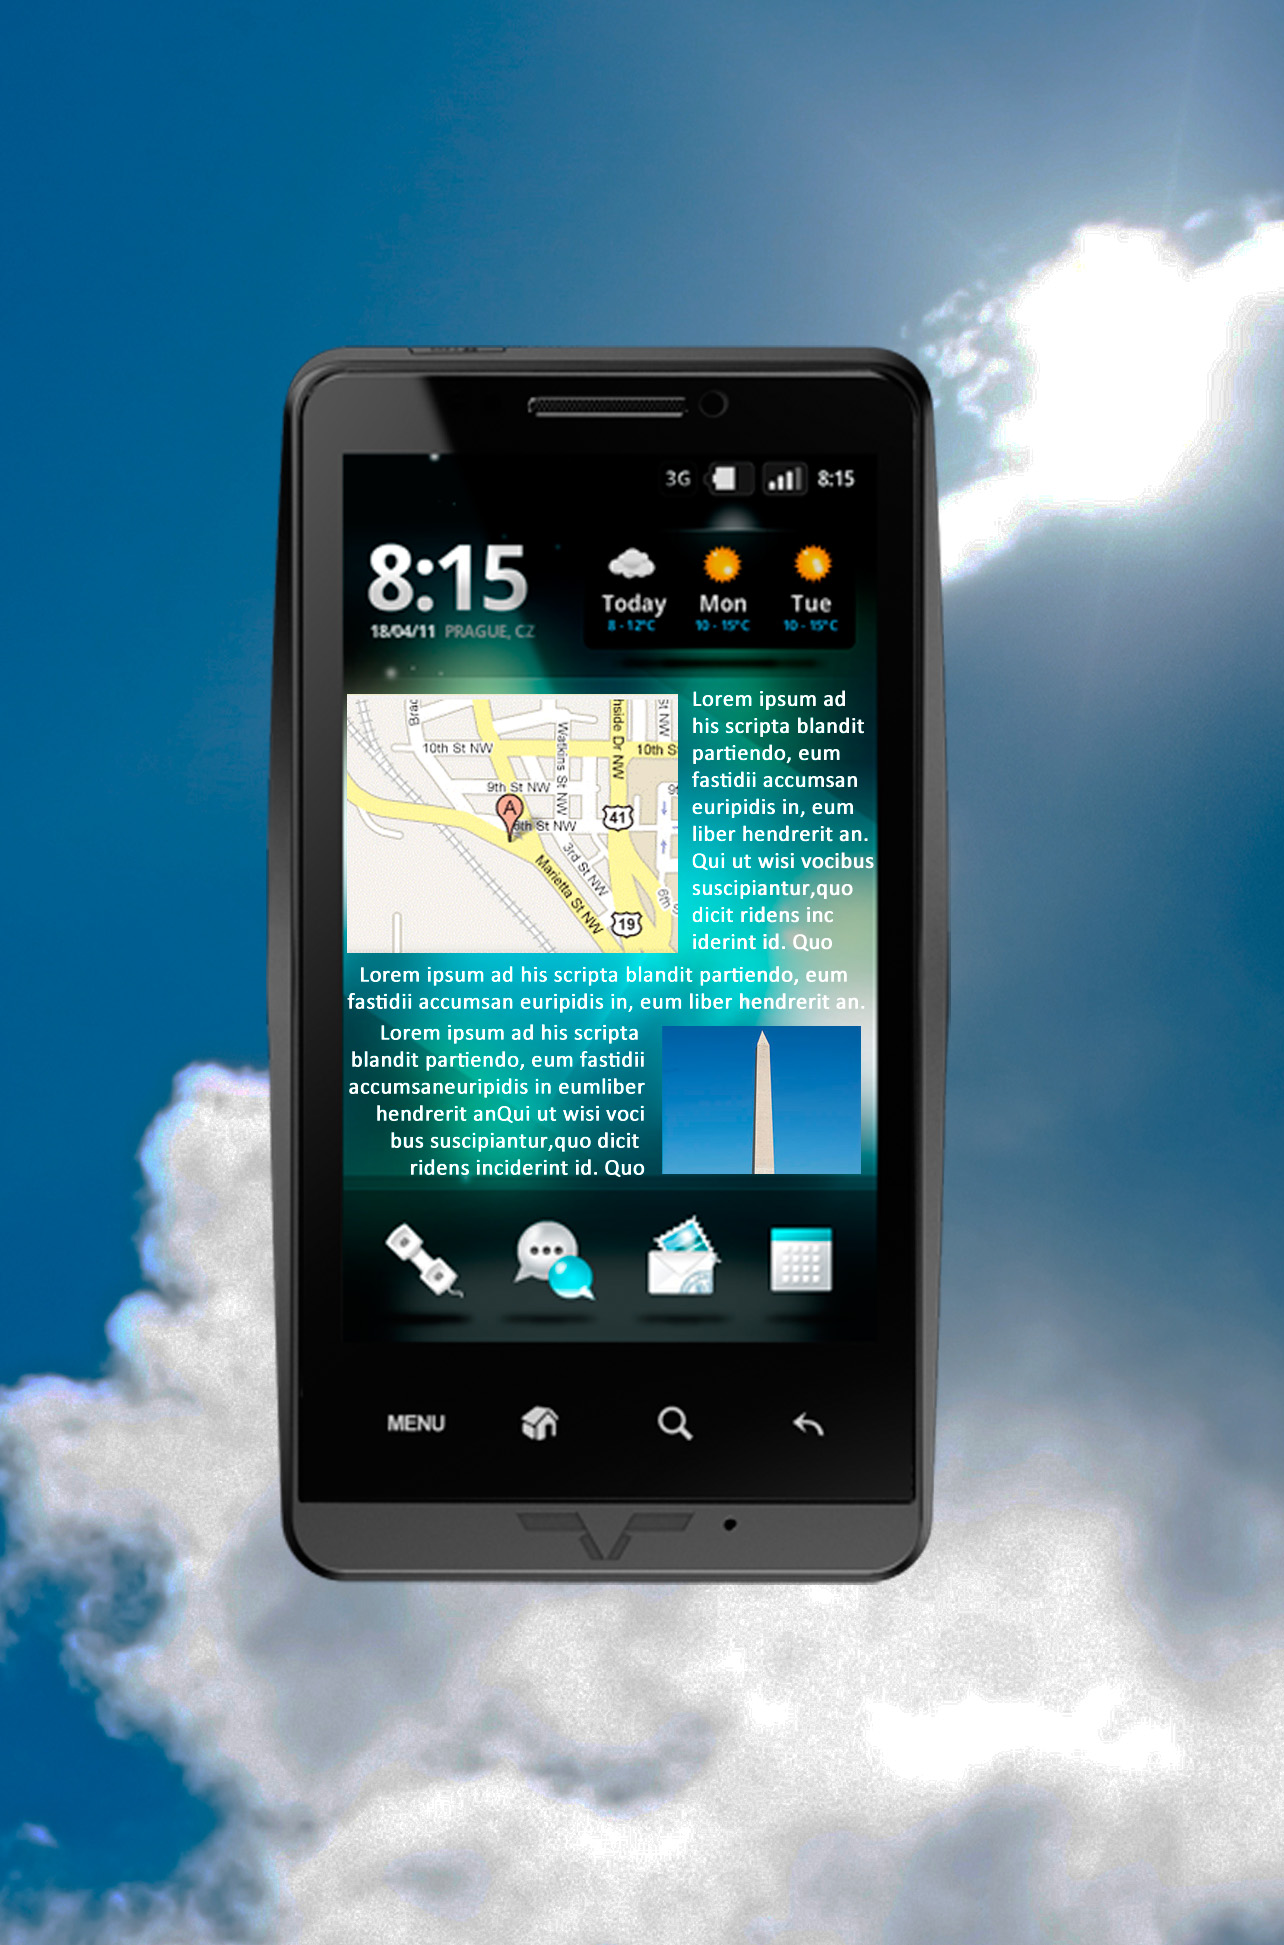 3G 8:15
8:15
18/04/11 PRAGUE, CZ
Today Mon Tue
8 - 12°C 10 - 15°C 10 - 15°C
Brac
10th St NW
Watkins St NW
hside Dr NW
St NW
10th S
9th St NW
9t
A
8th St NW
41
3rd St NW
Marietta St NW
6th S
19
Lorem ipsum ad
his scripta blandit
partiendo, eum
fastidii accumsan
euripidis in, eum
liber hendrerit an.
Qui ut wisi vocibus
suscipiantur,quo
dicit ridens inc
iderint id. Quo
Lorem ipsum ad his scripta blandit partiendo, eum
fastidii accumsan euripidis in, eum liber hendrerit an.
Lorem ipsum ad his scripta
blandit partiendo, eum fastidii
accumsaneuripidis in eumliber
hendrerit anQui ut wisi voci
bus suscipiantur,quo dicit
ridens inciderint id. Quo
MENU